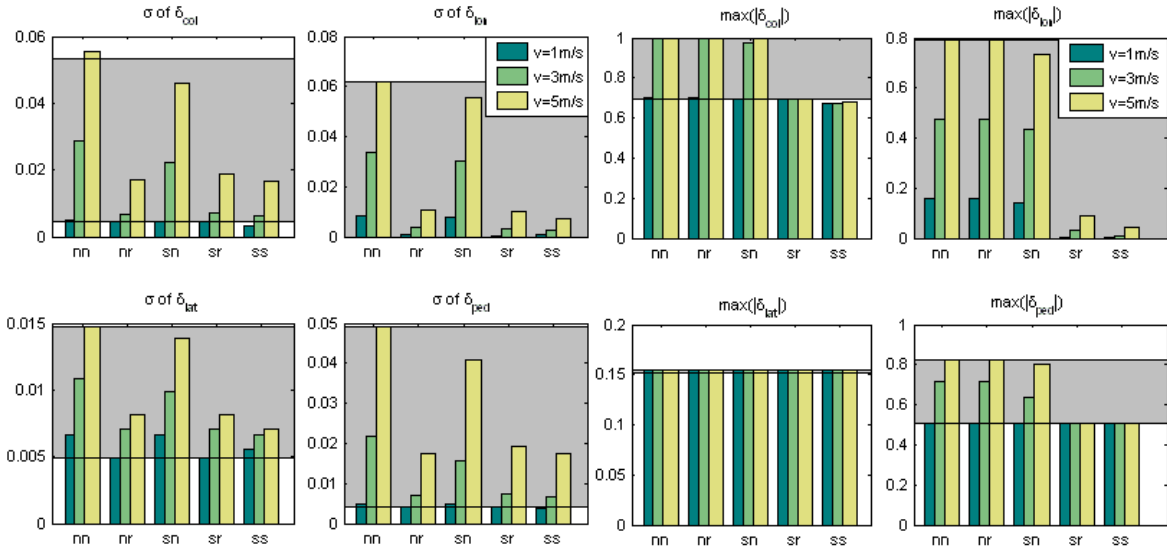 σ of δcol
0.06
0.04
0.02
0
nn nr sn sr ss
σ of δlon
0.08
0.06
0.04
0.02
0
v=1m/s
v=3m/s
v=5m/s
nn nr sn sr ss
max(|δcol|)
1
0.8
0.6
0.4
0.2
0
nn nr sn sr ss
max(|δlon|)
0.8
0.6
0.4
0.2
0
v=1m/s
v=3m/s
v=5m/s
nn nr sn sr ss
σ of δlat
0.015
0.01
0.005
0
nn nr sn sr ss
σ of δped
0.05
0.04
0.03
0.02
0.01
0
nn nr sn sr ss
max(|δlat|)
0.2
0.15
0.1
0.05
0
nn nr sn sr ss
max(|δped|)
1
0.8
0.6
0.4
0.2
0
nn nr sn sr ss